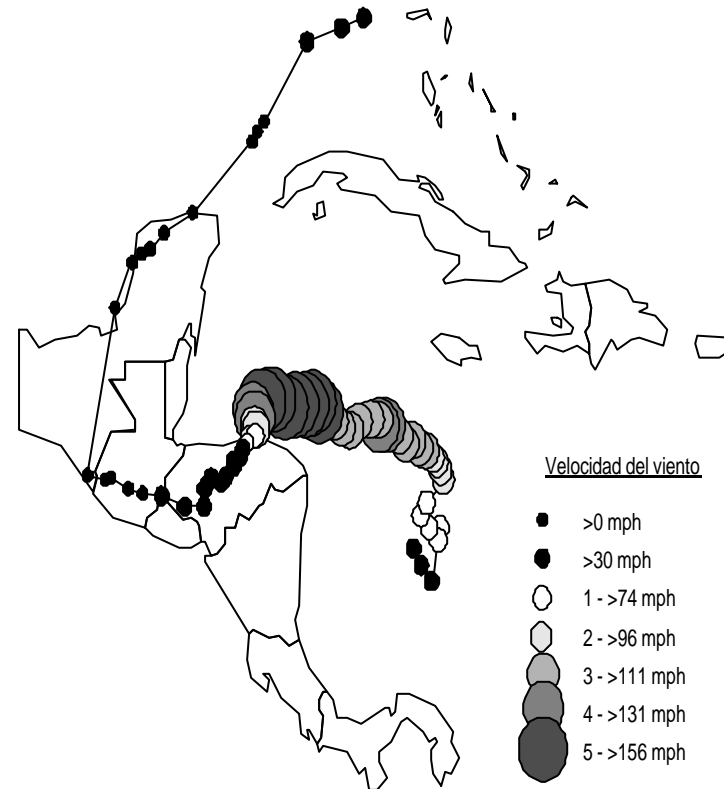 Velocidad del viento
>0 mph
>30 mph
1 - >74 mph
2 - >96 mph
3 - >111 mph
4 - >131 mph
5 - >156 mph